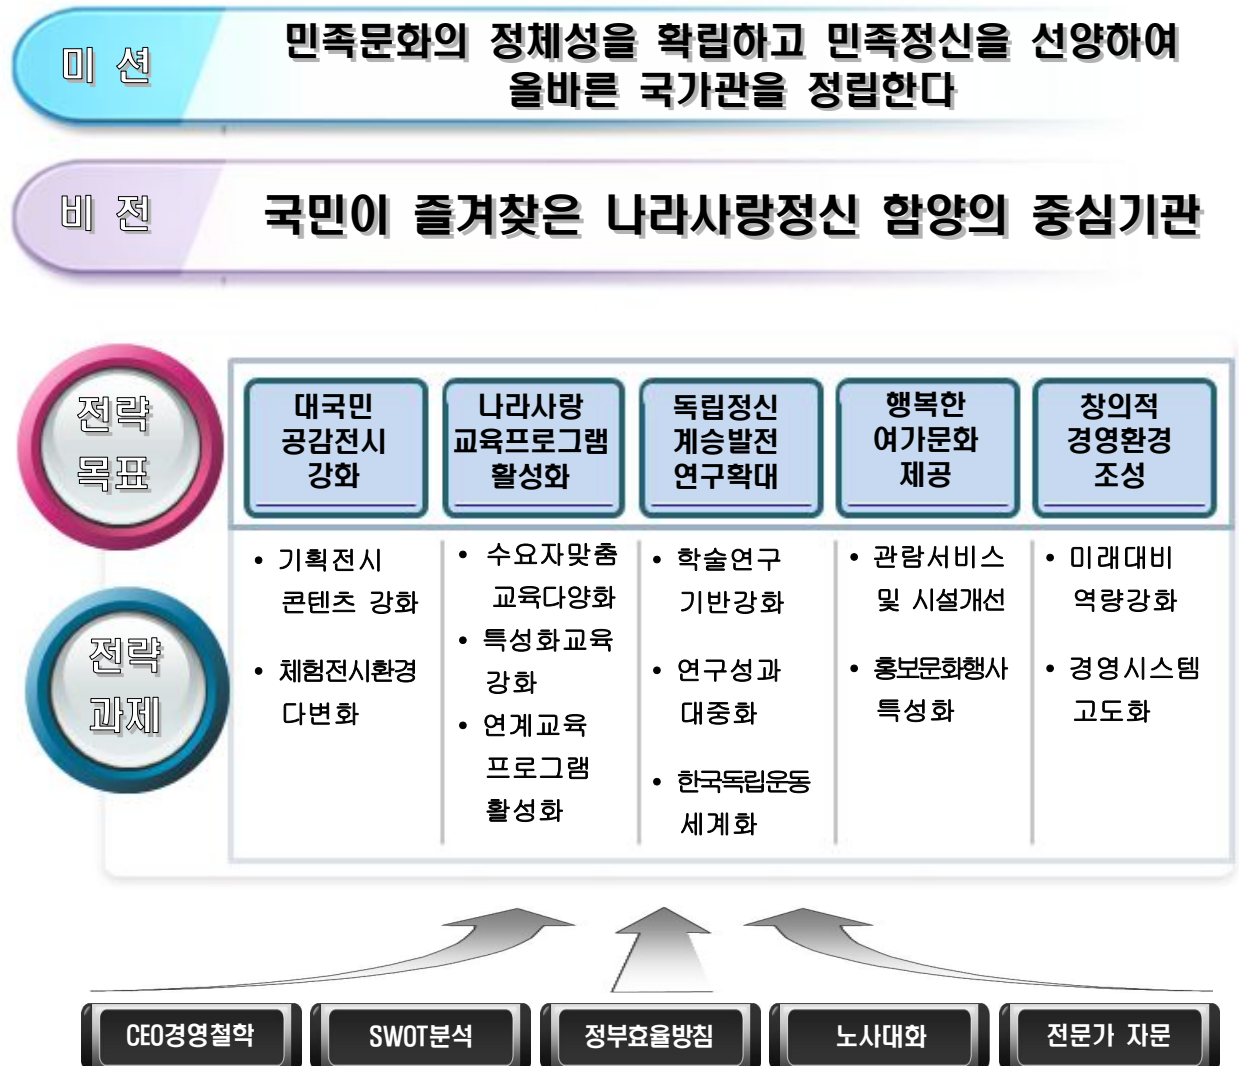 미 션
민족문화의 정체성을 확립하고 민족정신을 선양하여
올바른 국가관을 정립한다
비 전
국민이 즐겨찾은 나라사랑정신 함양의 중심기관
전략
목표
대국민
공감전시
강화
나라사랑
교육프로그램
활성화
독립정신
계승발전
연구확대
행복한
여가문화
제공
창의적
경영환경
조성
전략
과제
• 기획전시
콘텐츠 강화
• 체험전시환경
다변화
• 수요자맞춤
교육다양화
• 특성화교육
강화
• 연계교육
프로그램
활성화
• 학술연구
기반강화
• 연구성과
대중화
• 한국독립운동
세계화
• 관람서비스
및 시설개선
• 홍보문화행사
특성화
• 미래대비
역량강화
• 경영시스템
고도화
CEO경영철학
SWOT분석
정부효율방침
노사대화
전문가 자문